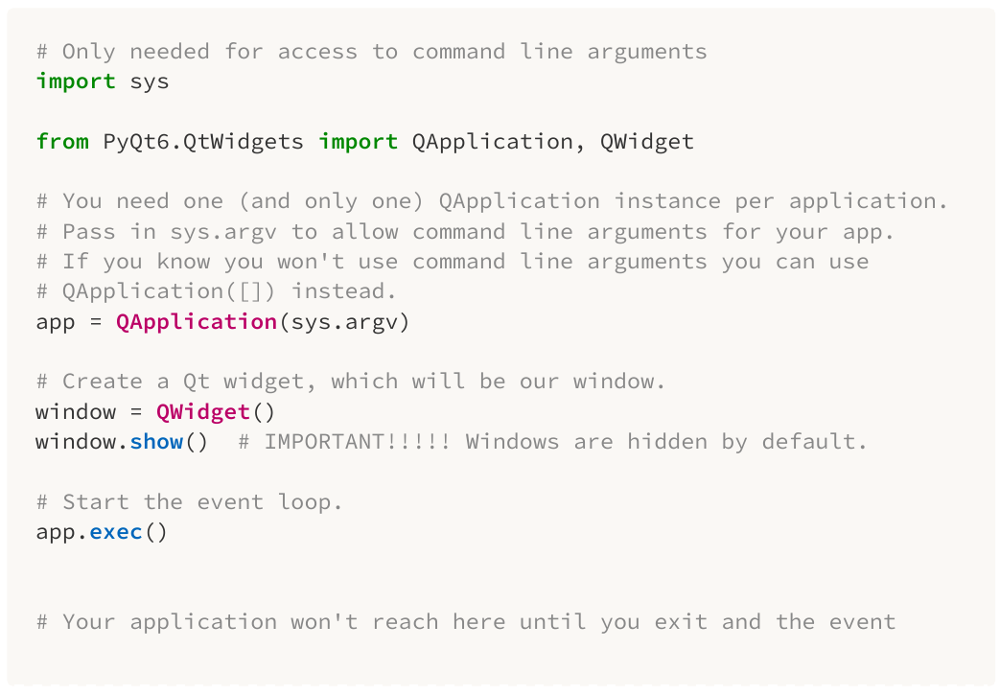 # Only needed for access to command line arguments
import sys
from PyQt6.QtWidgets import QApplication, QWidget
# You need one (and only one) QApplication instance per application.
# Pass in sys.argv to allow command line arguments for your app.
# If you know you won't use command line arguments you can use
# QApplication([]) instead.
app = QApplication(sys.argv)
# Create a Qt widget, which will be our window.
window = QWidget()
window.show()  # IMPORTANT!!!!! Windows are hidden by default.
# Start the event loop.
app.exec()
# Your application won't reach here until you exit and the event